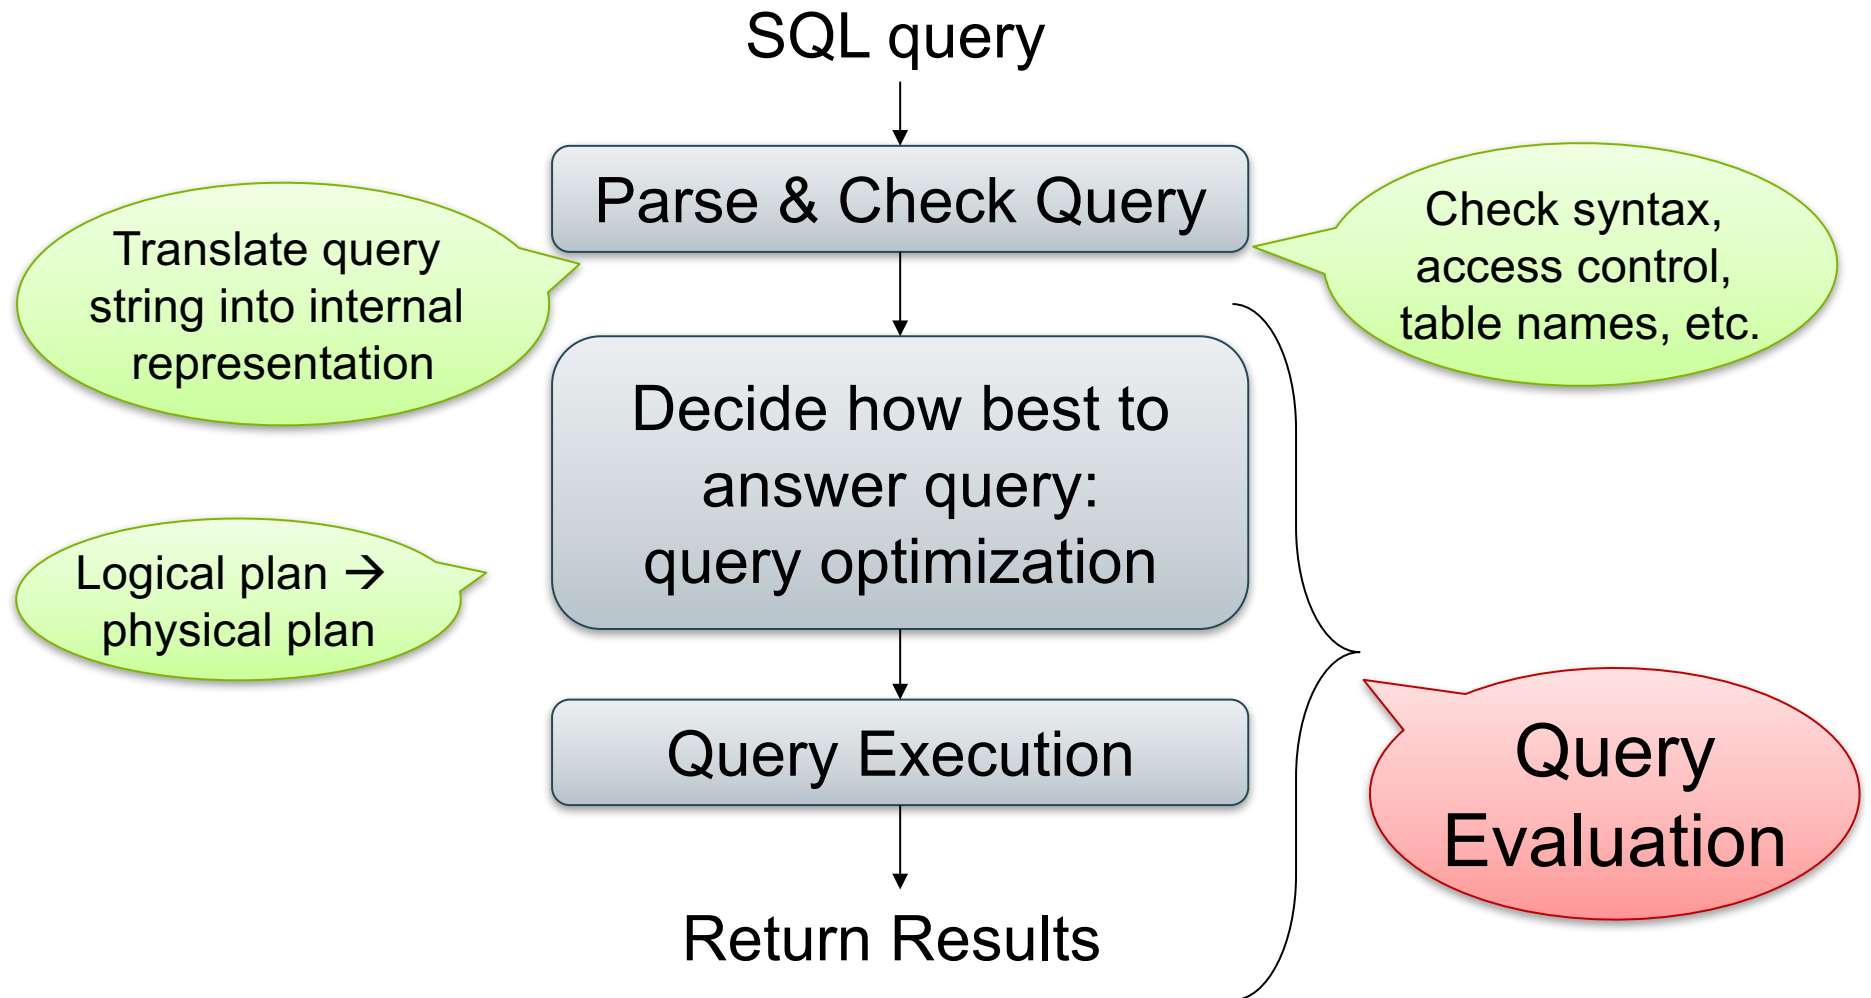 SQL query
Parse & Check Query
Translate query
string into internal
representation
Check syntax,
access control,
table names, etc.
Decide how best to
answer query:
query optimization
Logical plan →
physical plan
Query Execution
Query
Evaluation
Return Results